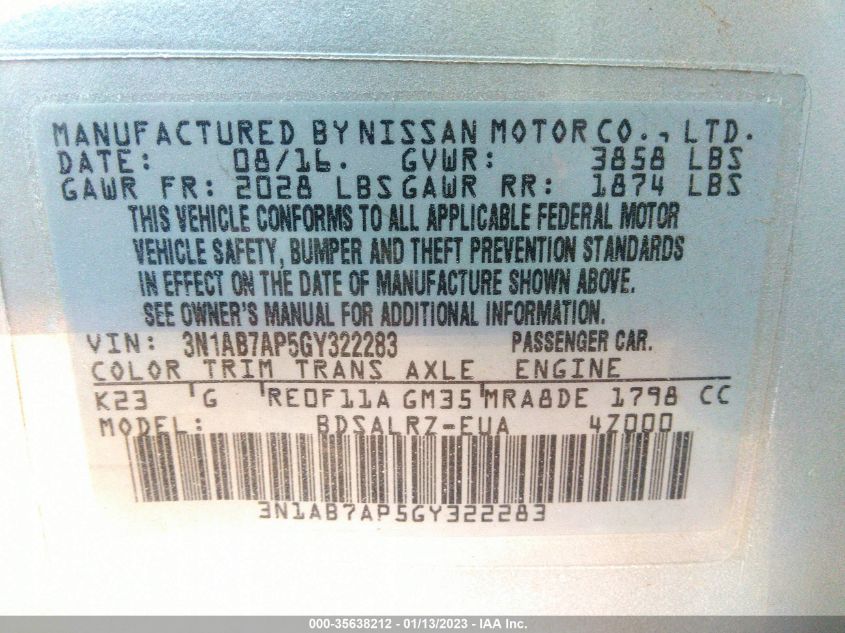 MANUFACTURED BY NISSAN MOTOR CO., LTD.
DATE: 08/16. GVWR: 3858 LBS
GAWR FR: 2028 LBS GAWR RR: 1874 LBS
THIS VEHICLE CONFORMS TO ALL APPLICABLE FEDERAL MOTOR
VEHICLE SAFETY, BUMPER AND THEFT PREVENTION STANDARDS
IN EFFECT ON THE DATE OF MANUFACTURE SHOWN ABOVE.
SEE OWNER'S MANUAL FOR ADDITIONAL INFORMATION.
VIN: 3N1AB7AP5GY322283 PASSENGER CAR.
COLOR TRIM TRANS AXLE ENGINE
K23 G RE0F11A GM35 MRA8DE 1798 CC
MODEL: BDSALRZ-EUA 4Z000
3N1AB7AP5GY322283
000-35638212 - 01/13/2023 - IAA Inc.